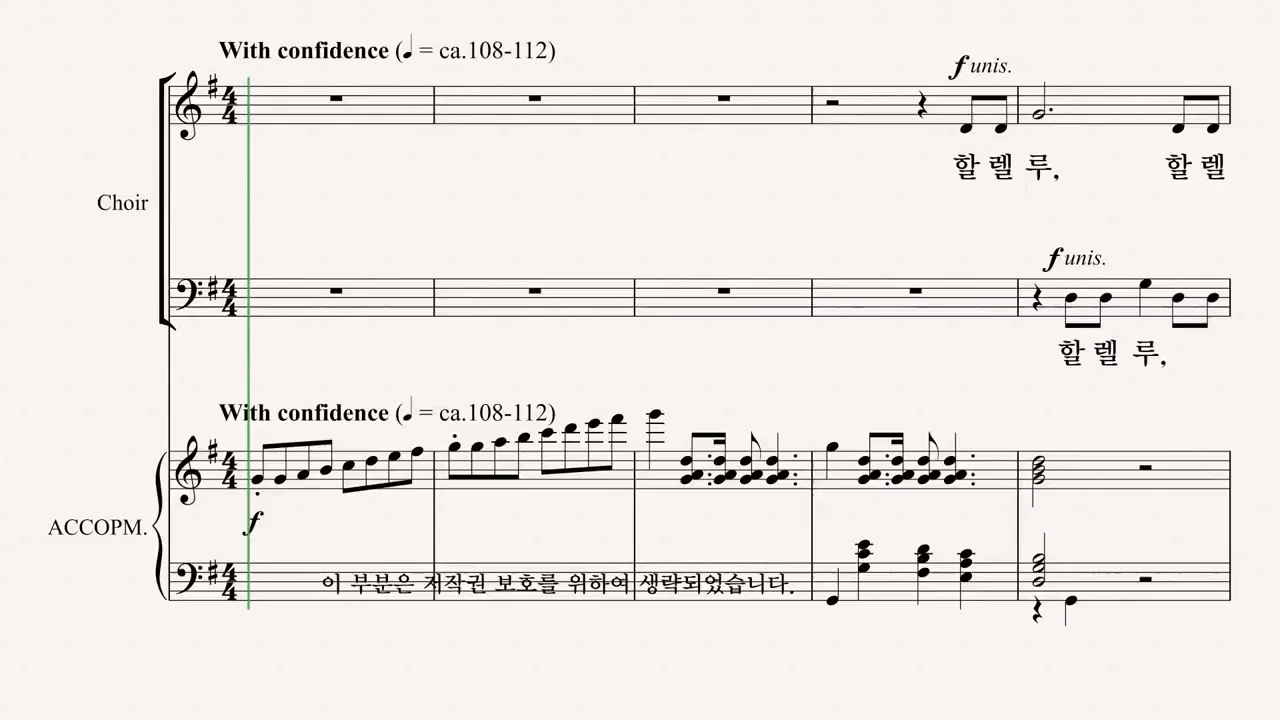 With confidence (♩ = ca.108-112)
f unis.
할 렐 루, 할 렐
Choir
f unis.
할 렐 루,
With confidence (♩ = ca.108-112)
f
ACCOPM.
이 부분은 저작권 보호를 위하여 생략되었습니다.